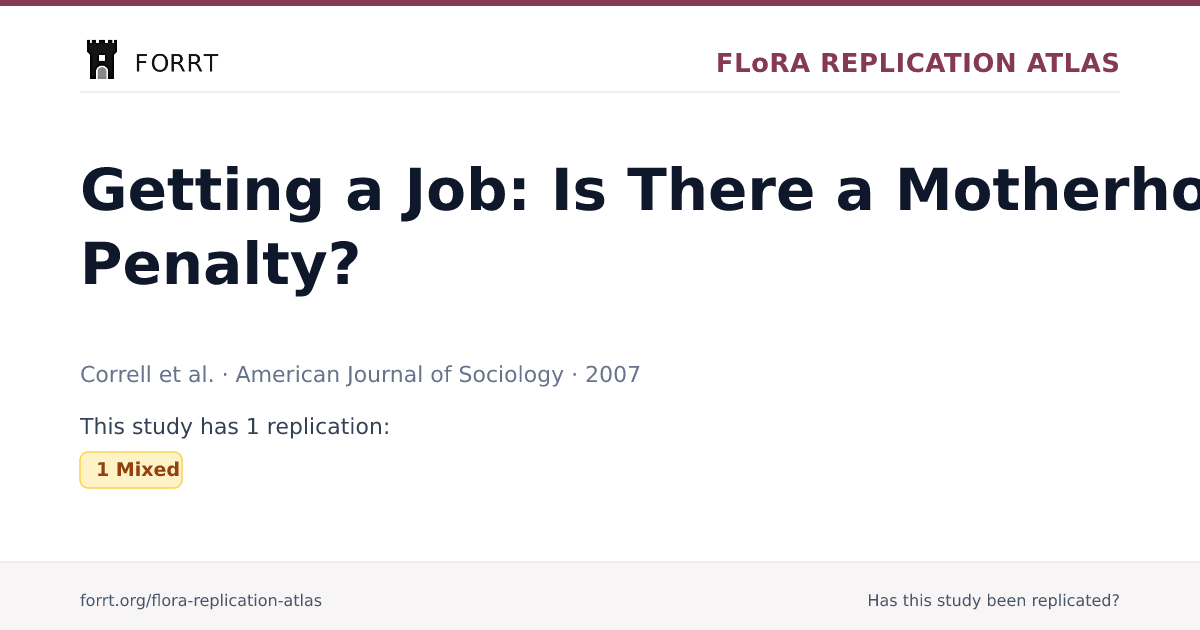 FORRT
FLoRA REPLICATION ATLAS
Getting a Job: Is There a Motherho
Penalty?
Correll et al. · American Journal of Sociology · 2007
This study has 1 replication:
1 Mixed
forrt.org/flora-replication-atlas
Has this study been replicated?